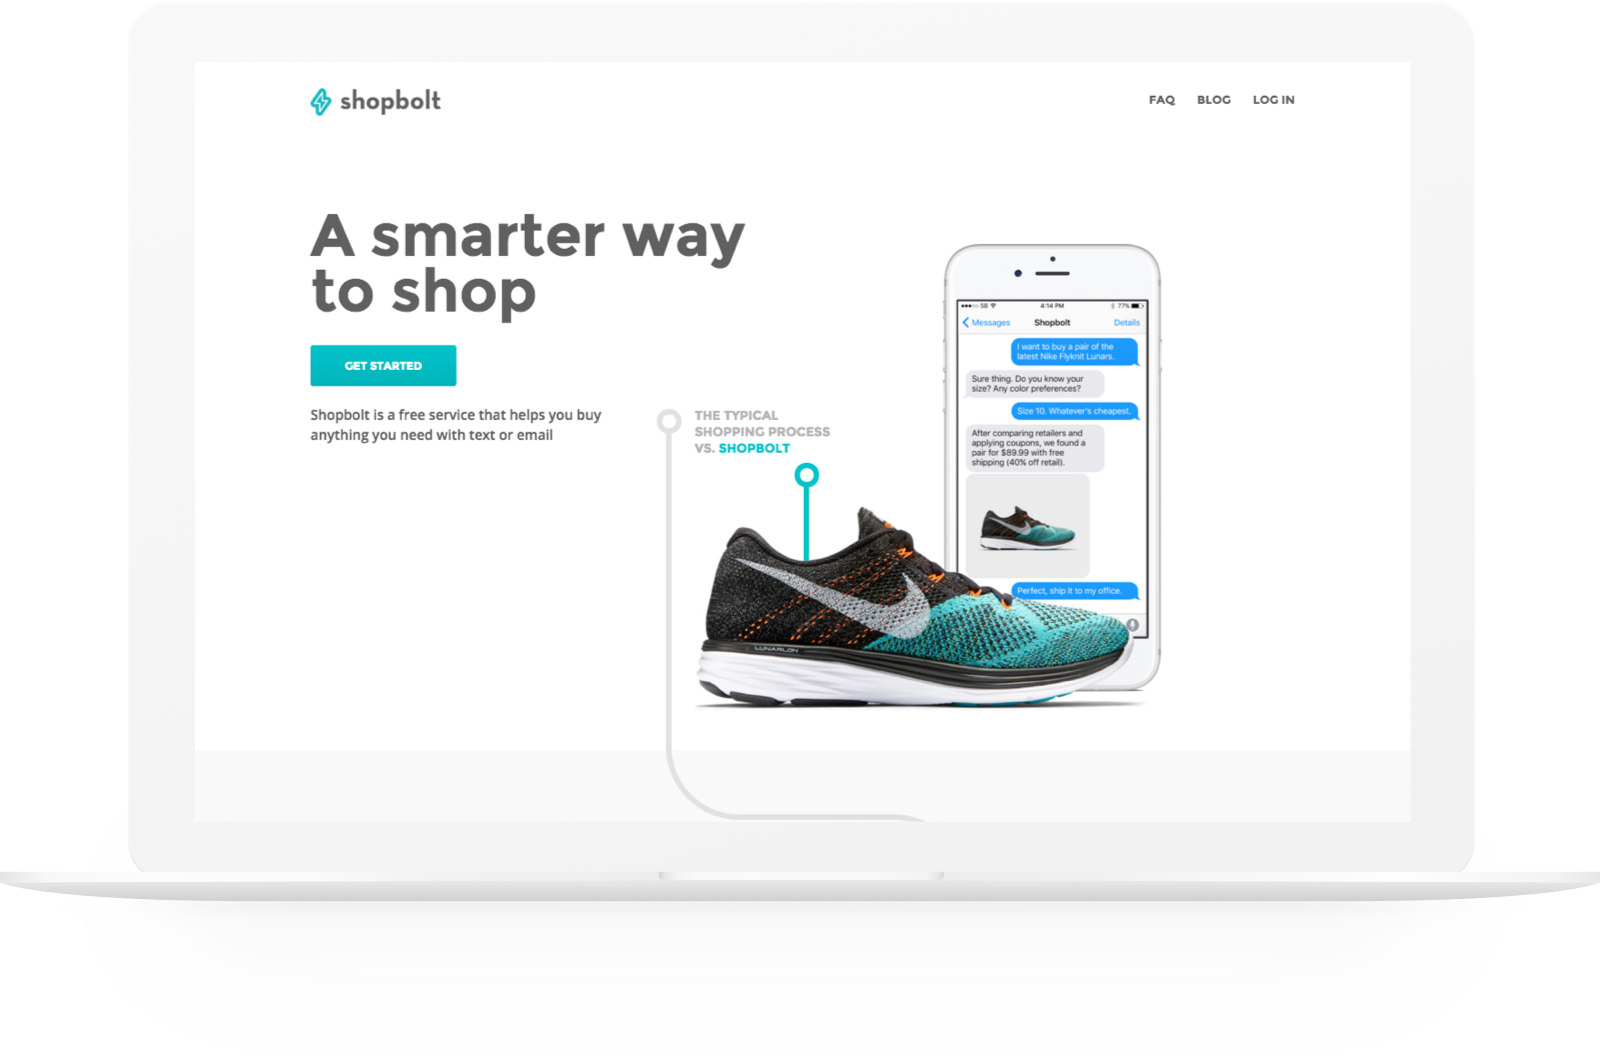 shopbolt
FAQ BLOG LOG IN
A smarter way
to shop
GET STARTED
Shopbolt is a free service that helps you buy
anything you need with text or email
THE TYPICAL
SHOPPING PROCESS
VS. SHOPBOLT
SB 4:14 PM 77%
Messages Shopbolt Details
I want to buy a pair of the
latest Nike Flyknit Lunars.
Sure thing. Do you know your
size? Any color preferences?
Size 10. Whatever's cheapest.
After comparing retailers and
applying coupons, we found a
pair for $89.99 with free
shipping (40% off retail).
Perfect, ship it to my office.
LUNARLON